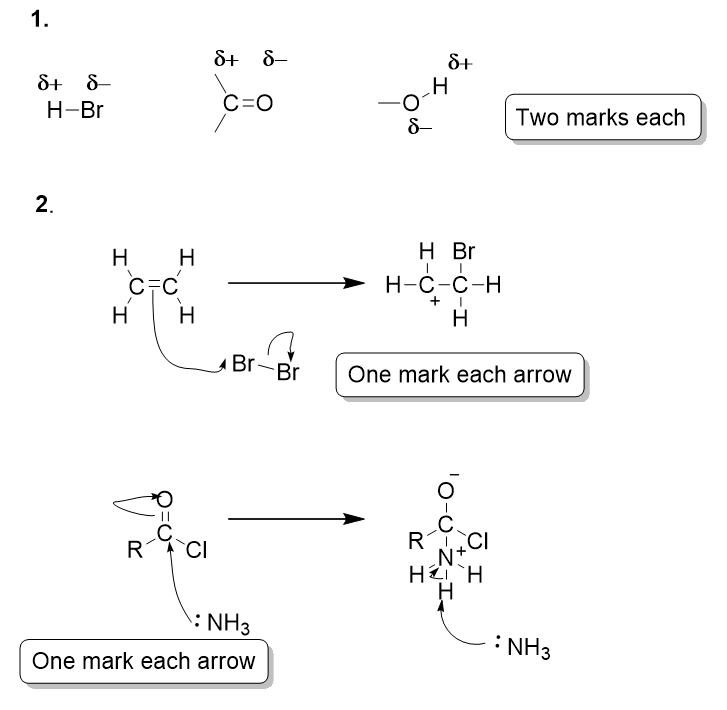 1.
δ+ δ−
H−Br
δ+ δ−
C=O
δ+
H
−O
δ−
Two marks each
2.
H H
C=C
H H
Br
Br
H Br
H−C−C−H
+
H
One mark each arrow
O
C
R Cl
:NH₃
One mark each arrow
−
O
C
R Cl
N+
H H
H
:NH₃